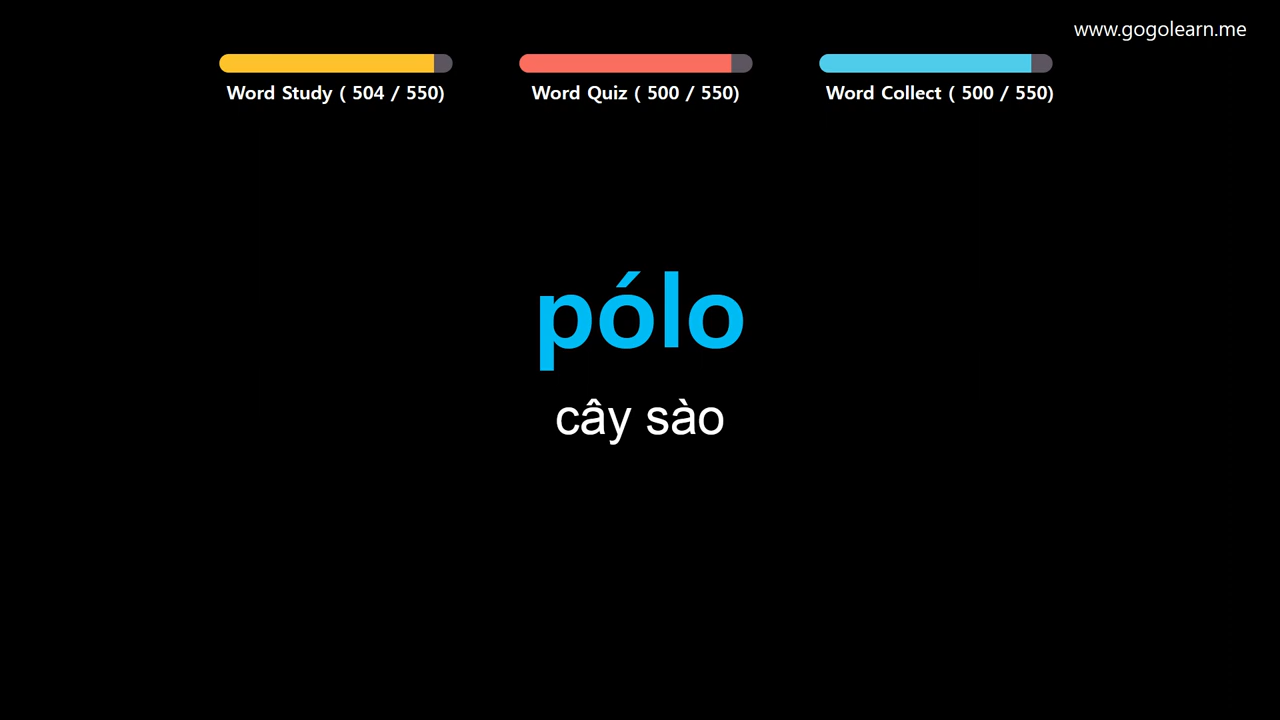 www.gogolearn.me
Word Study ( 504 / 550)
Word Quiz ( 500 / 550)
Word Collect ( 500 / 550)
pólo
cây sào